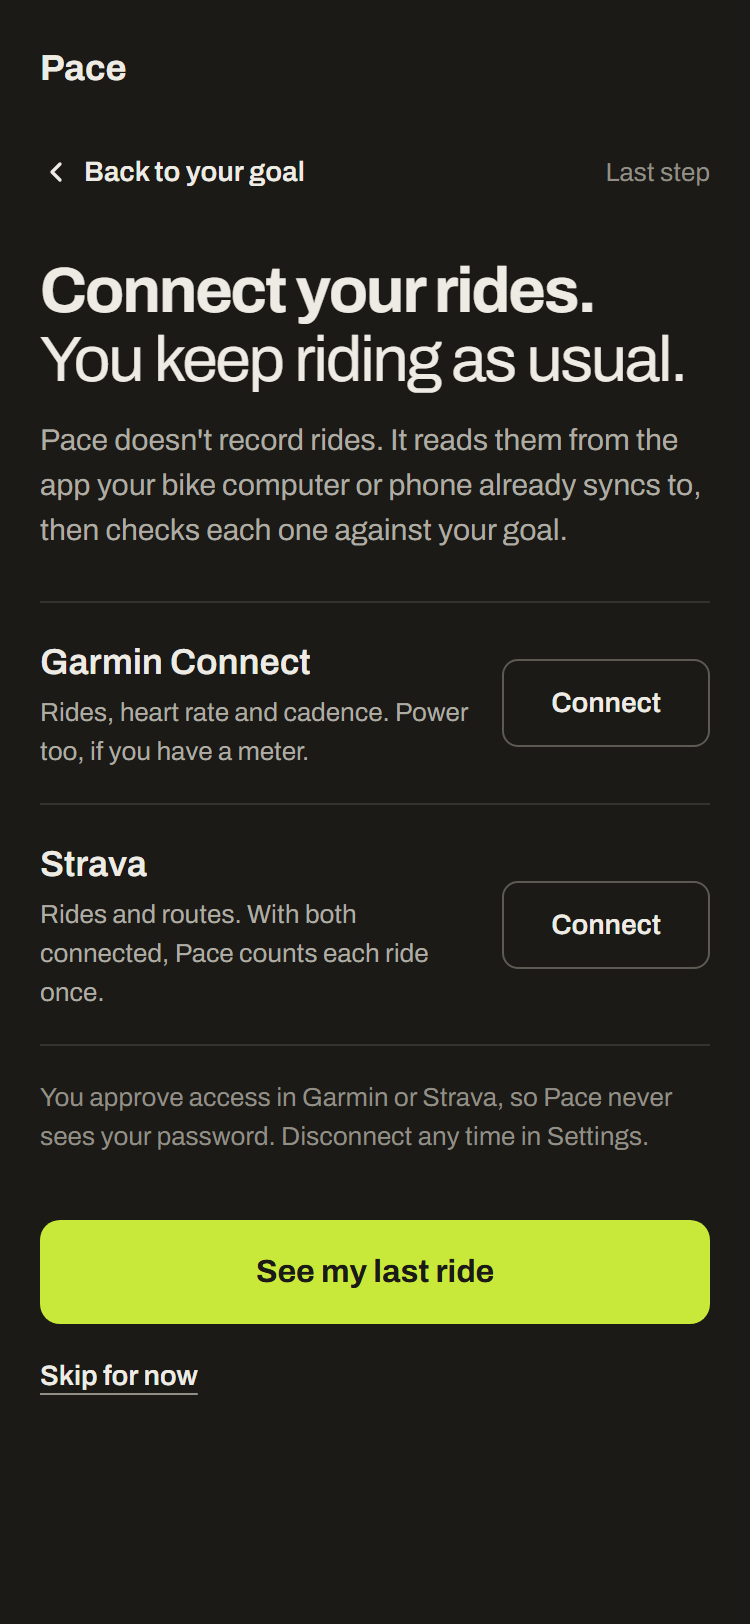 Pace
Back to your goal
Last step
Connect your rides.
You keep riding as usual.
Pace doesn't record rides. It reads them from the
app your bike computer or phone already syncs to,
then checks each one against your goal.
Garmin Connect
Rides, heart rate and cadence. Power
too, if you have a meter.
Connect
Strava
Rides and routes. With both
connected, Pace counts each ride
once.
Connect
You approve access in Garmin or Strava, so Pace never
sees your password. Disconnect any time in Settings.
See my last ride
Skip for now